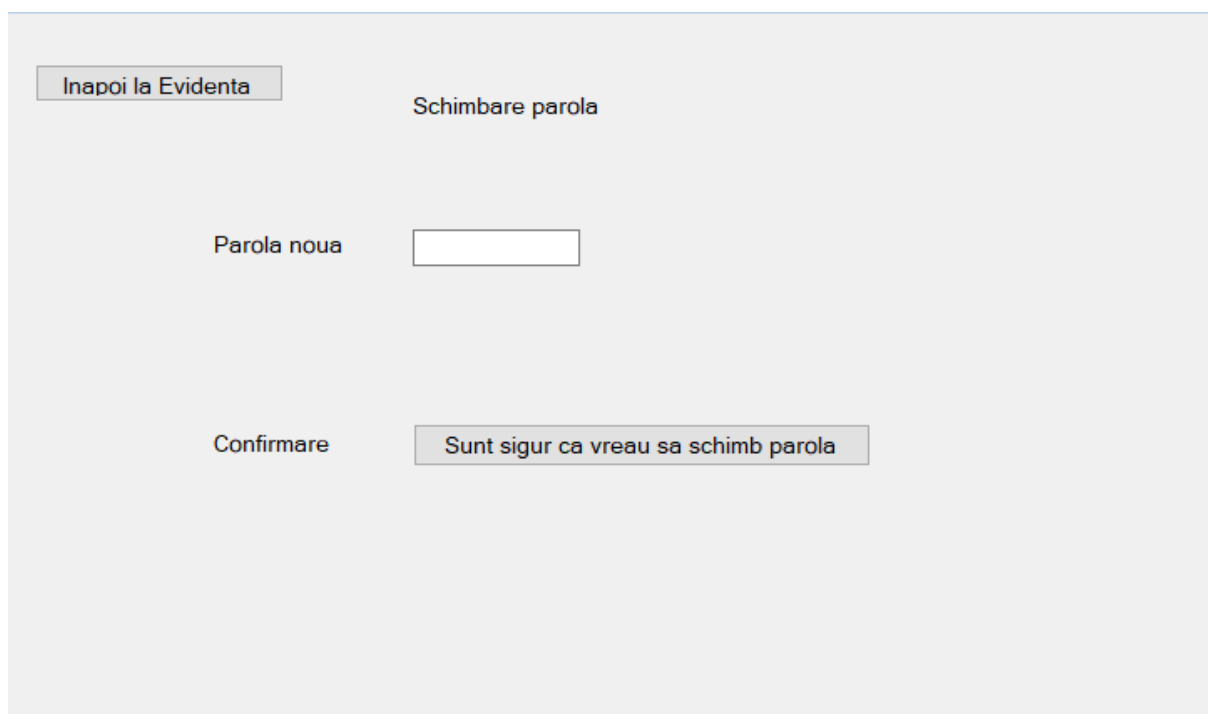 Inapoi la Evidenta
Schimbare parola
Parola noua
Confirmare
Sunt sigur ca vreau sa schimb parola